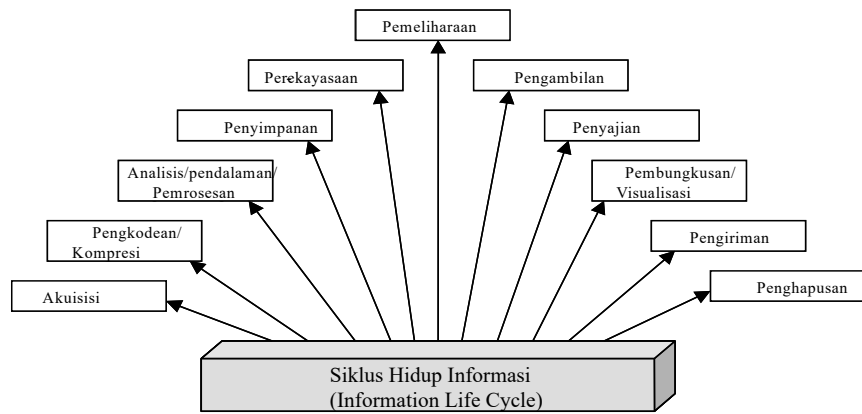 Pemeliharaan
Perekayasaan
Pengambilan
Penyimpanan
Penyajian
Analisis/pendalaman/
Pemrosesan
Pembungkusan/
Visualisasi
Pengkodean/
Kompresi
Pengiriman
Akuisisi
Penghapusan
Siklus Hidup Informasi
(Information Life Cycle)